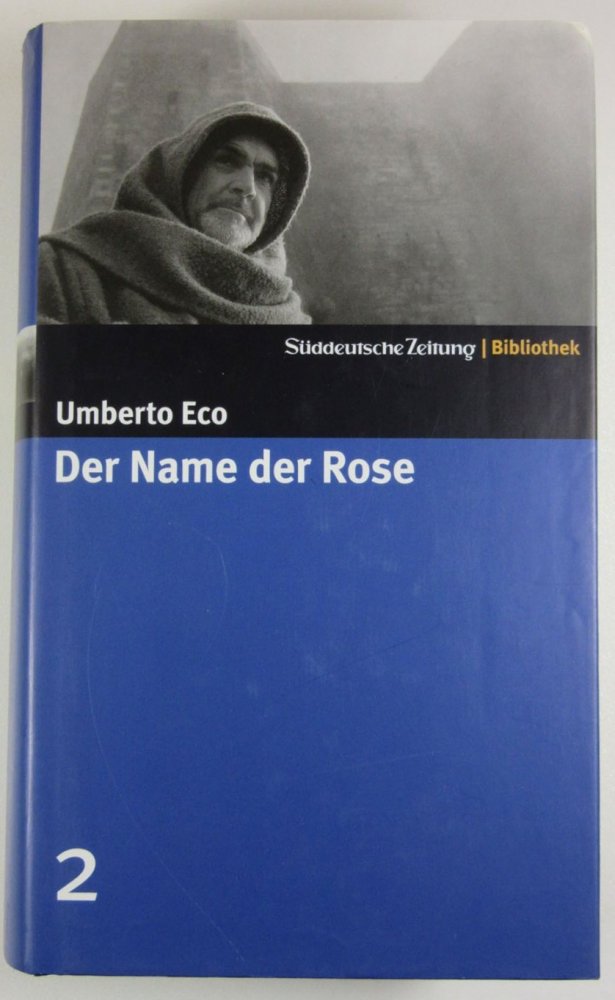 Süddeutsche Zeitung | Bibliothek
Umberto Eco
Der Name der Rose
2